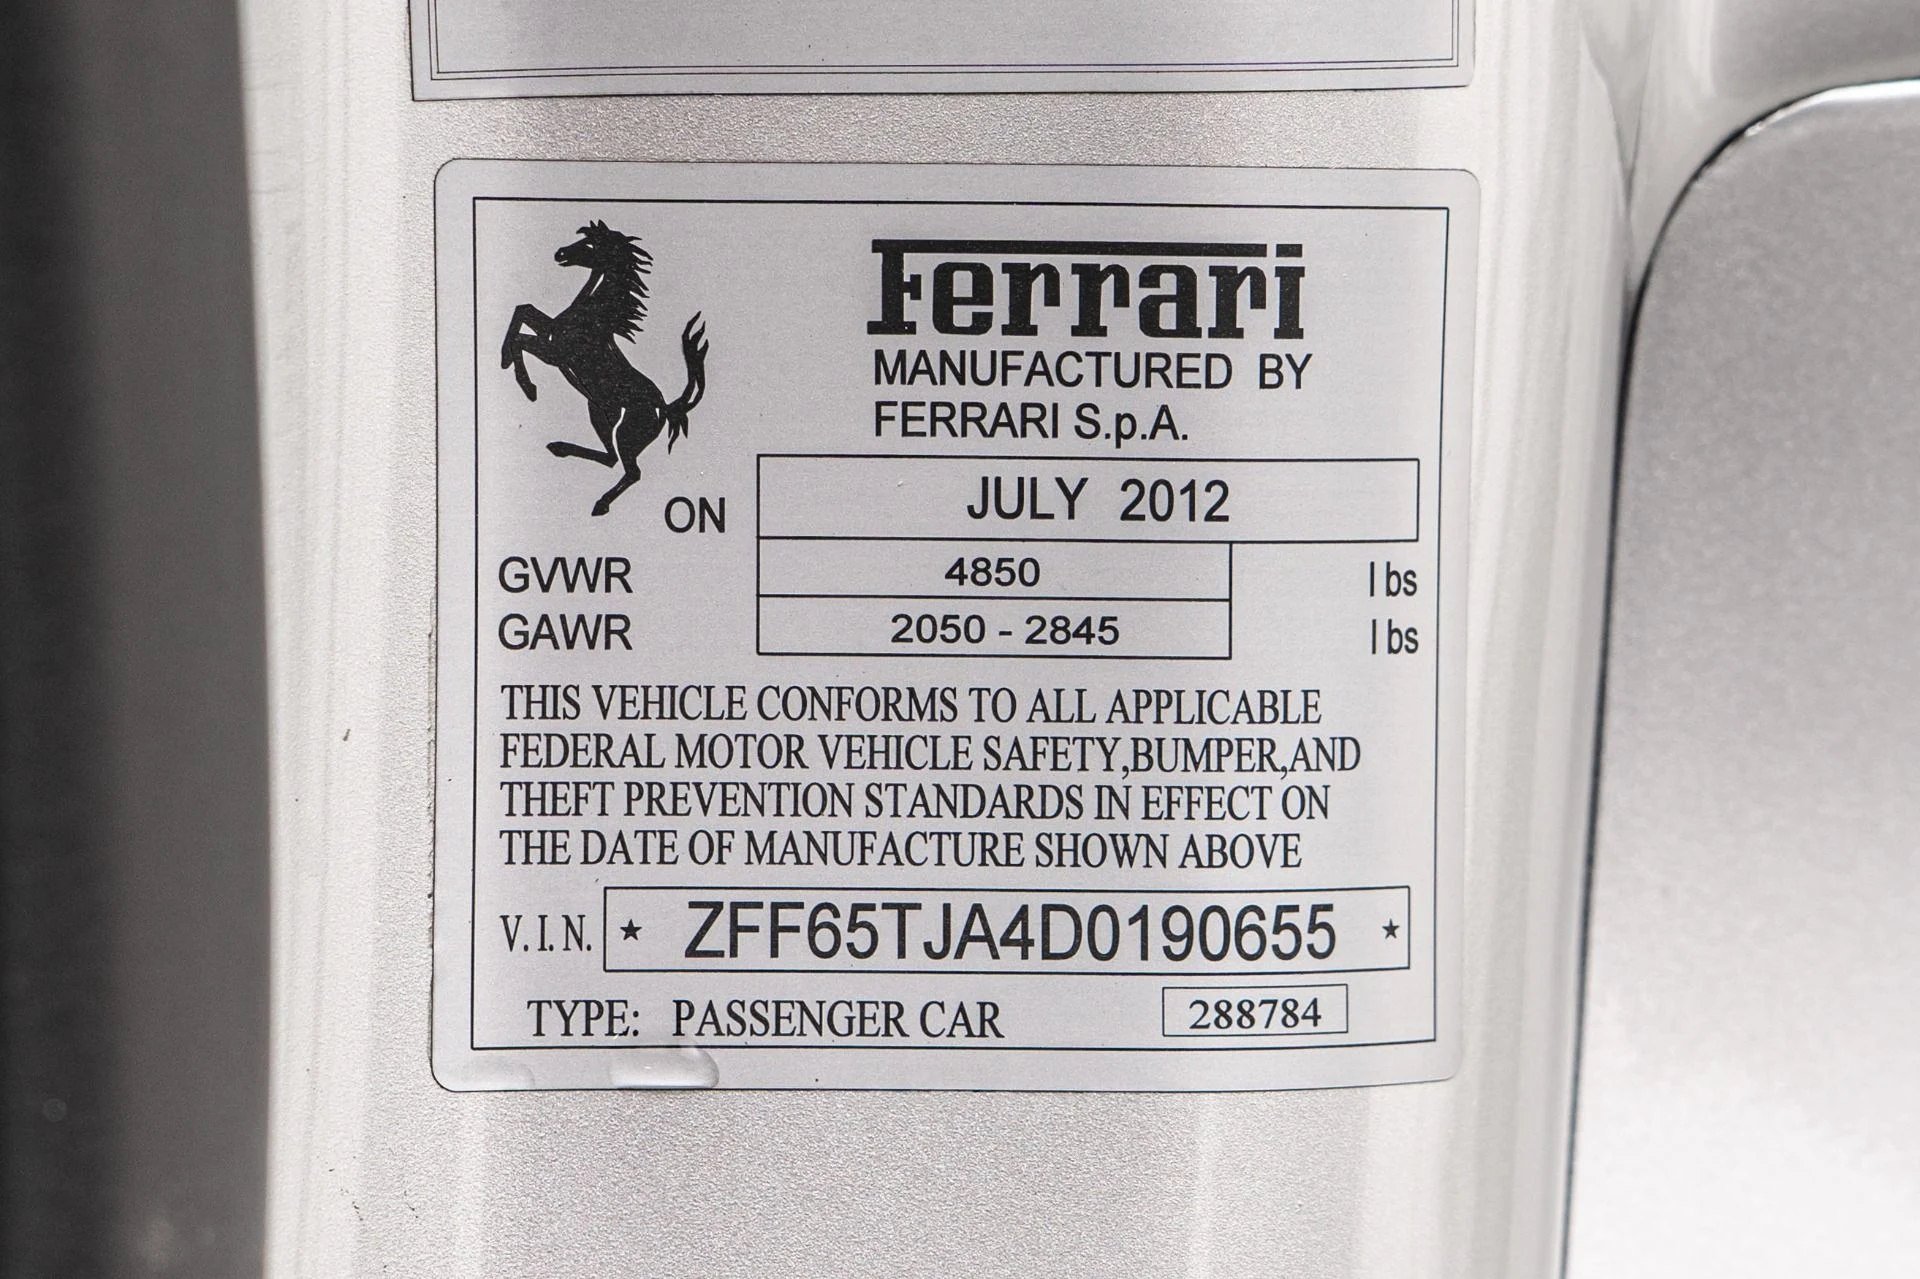 Ferrari
MANUFACTURED BY
FERRARI S.p.A.
ON JULY 2012
GVWR 4850 lbs
GAWR 2050 - 2845 lbs
THIS VEHICLE CONFORMS TO ALL APPLICABLE
FEDERAL MOTOR VEHICLE SAFETY,BUMPER,AND
THEFT PREVENTION STANDARDS IN EFFECT ON
THE DATE OF MANUFACTURE SHOWN ABOVE
V.I.N. ★ ZFF65TJA4D0190655 ★
TYPE: PASSENGER CAR 288784